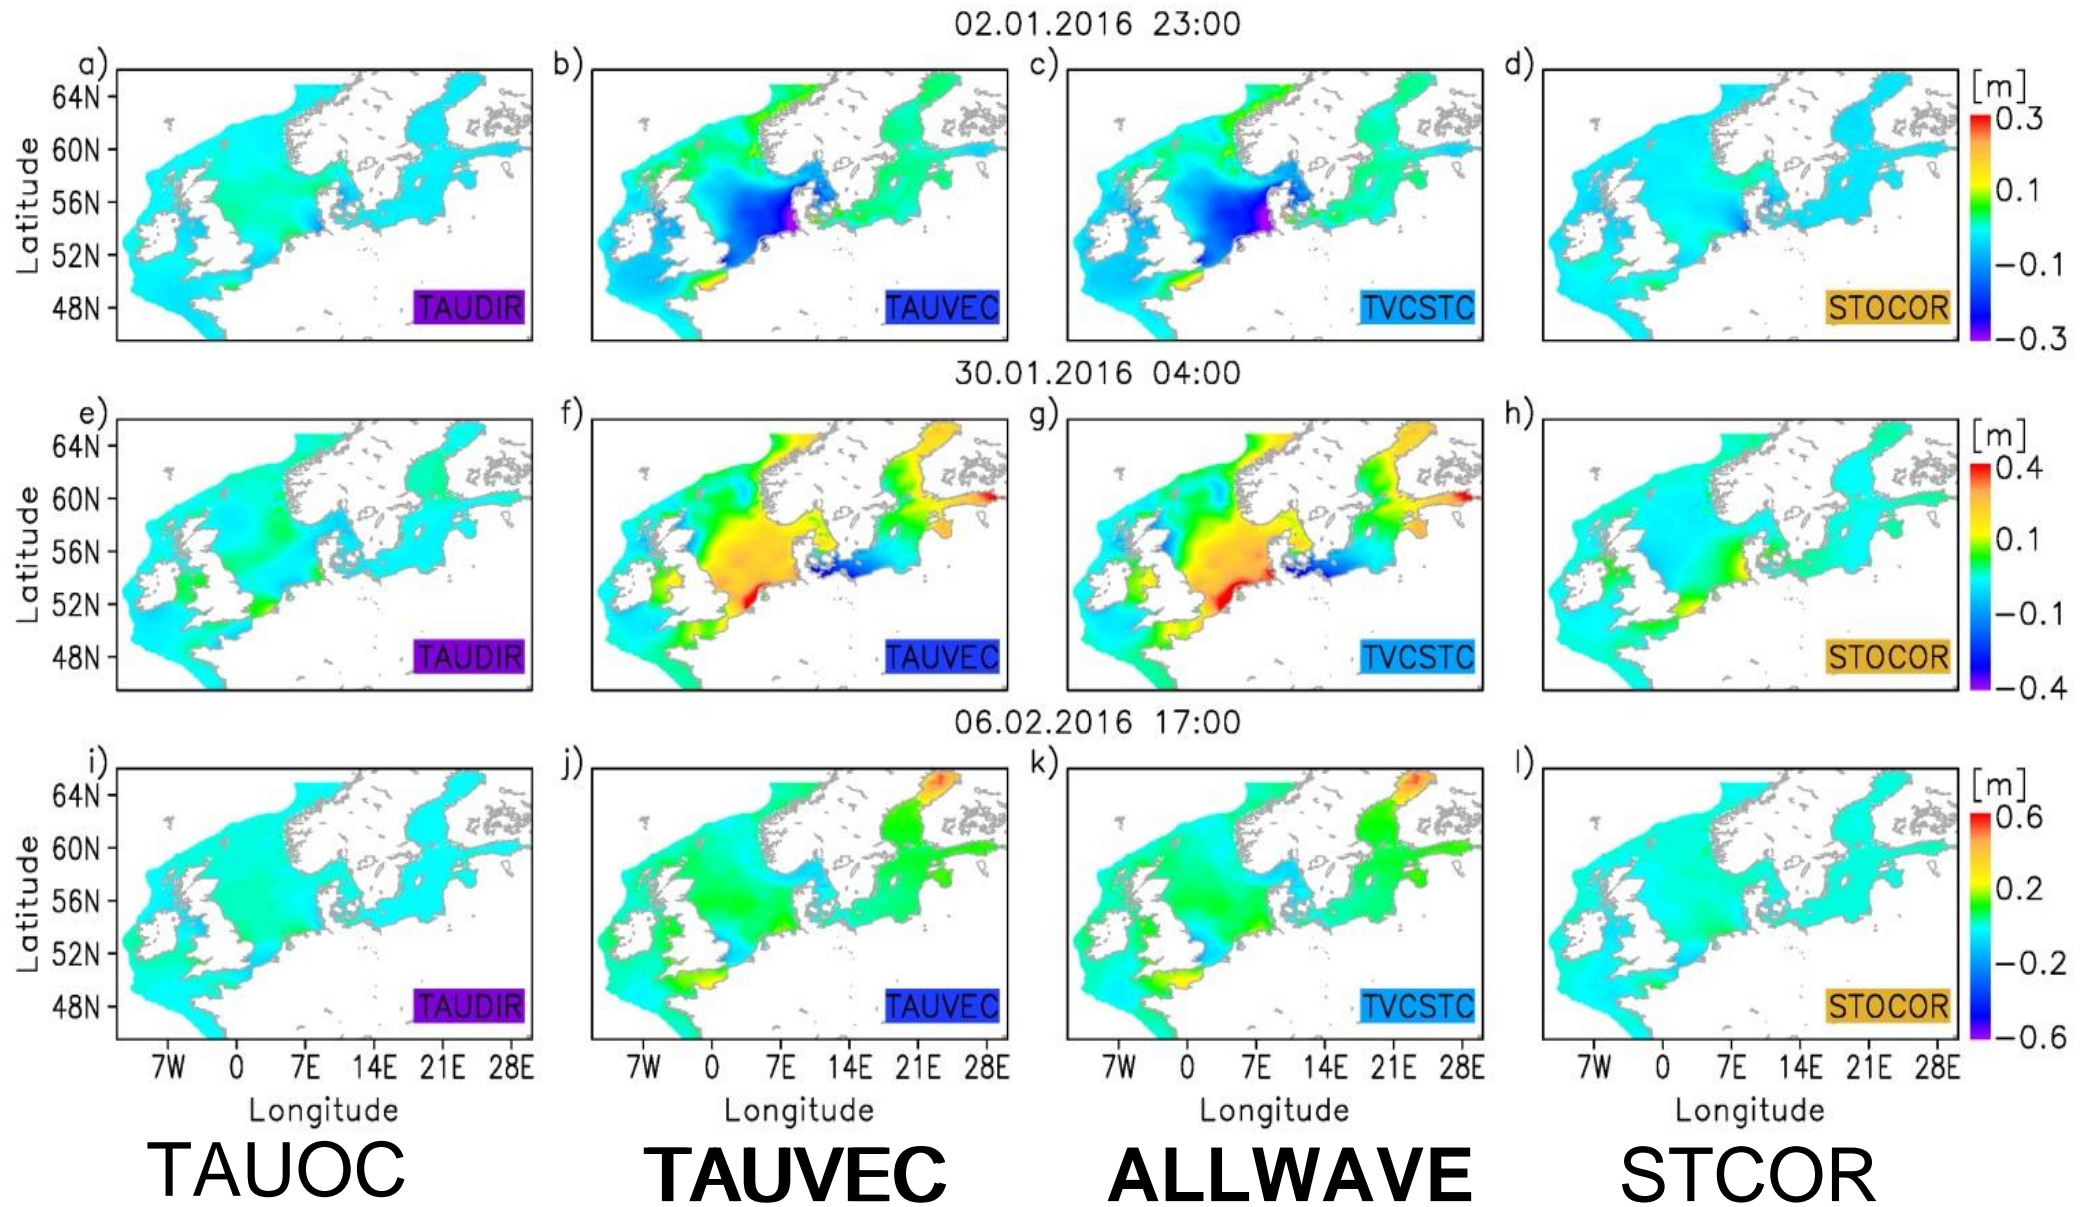 02.01.2016 23:00
a) b) c) d)
[m]
Latitude
64N
60N
56N
52N
48N
TAUDIR TAUVEC TVCSTC STOCOR
0.3
0.1
−0.1
−0.3
30.01.2016 04:00
e) f) g) h)
[m]
Latitude
64N
60N
56N
52N
48N
TAUDIR TAUVEC TVCSTC STOCOR
0.4
0.1
−0.1
−0.4
06.02.2016 17:00
i) j) k) l)
[m]
Latitude
64N
60N
56N
52N
48N
TAUDIR TAUVEC TVCSTC STOCOR
0.6
0.2
−0.2
−0.6
7W 0 7E 14E 21E 28E 7W 0 7E 14E 21E 28E 7W 0 7E 14E 21E 28E 7W 0 7E 14E 21E 28E
Longitude Longitude Longitude Longitude
TAUOC TAUVEC ALLWAVE STCOR